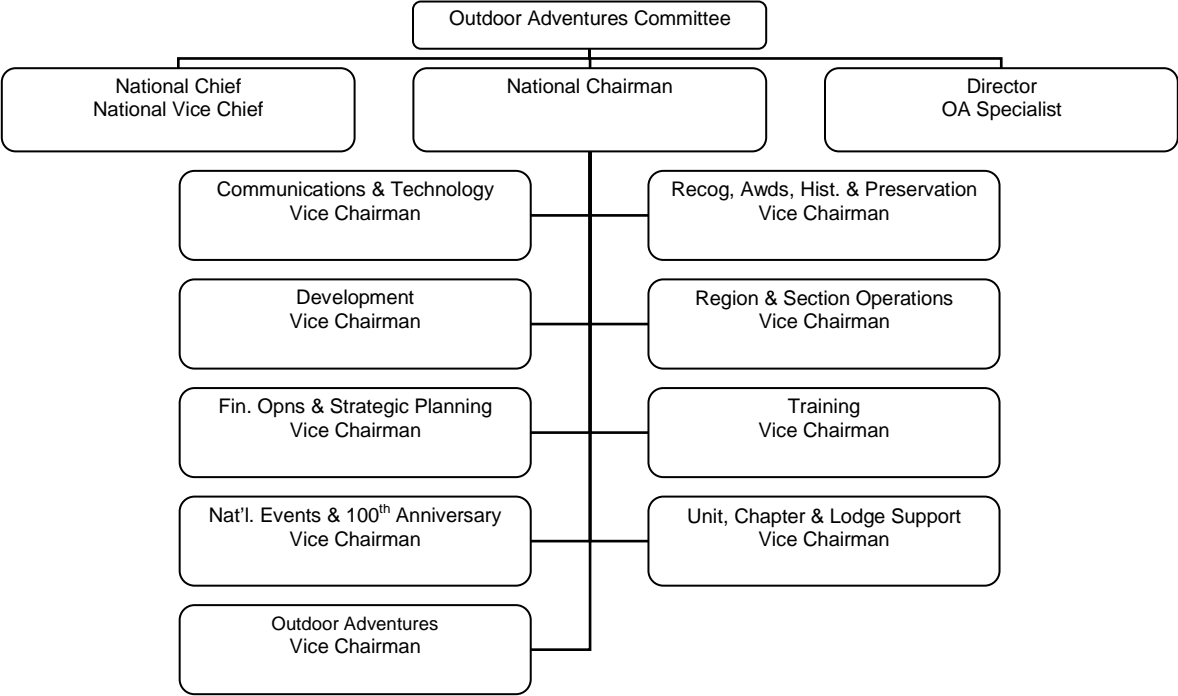 Outdoor Adventures Committee
National Chief
National Vice Chief
National Chairman
Director
OA Specialist
Communications & Technology
Vice Chairman
Recog, Awds, Hist. & Preservation
Vice Chairman
Development
Vice Chairman
Region & Section Operations
Vice Chairman
Fin. Opns & Strategic Planning
Vice Chairman
Training
Vice Chairman
Nat'l. Events & 100th Anniversary
Vice Chairman
Unit, Chapter & Lodge Support
Vice Chairman
Outdoor Adventures
Vice Chairman